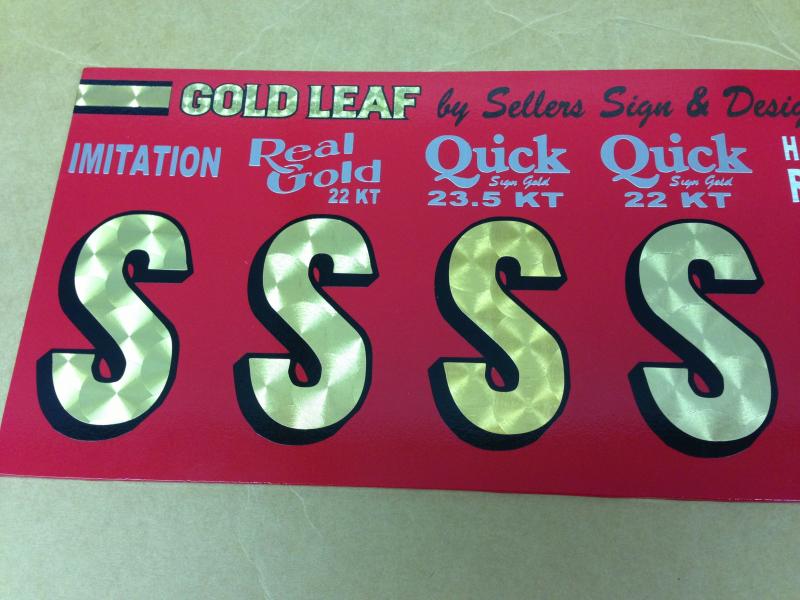 GOLD LEAF by Sellers Sign & Desig
IMITATION
Real Gold
22 KT
Quick
Sign Gold
23.5 KT
Quick
Sign Gold
22 KT
S S S S